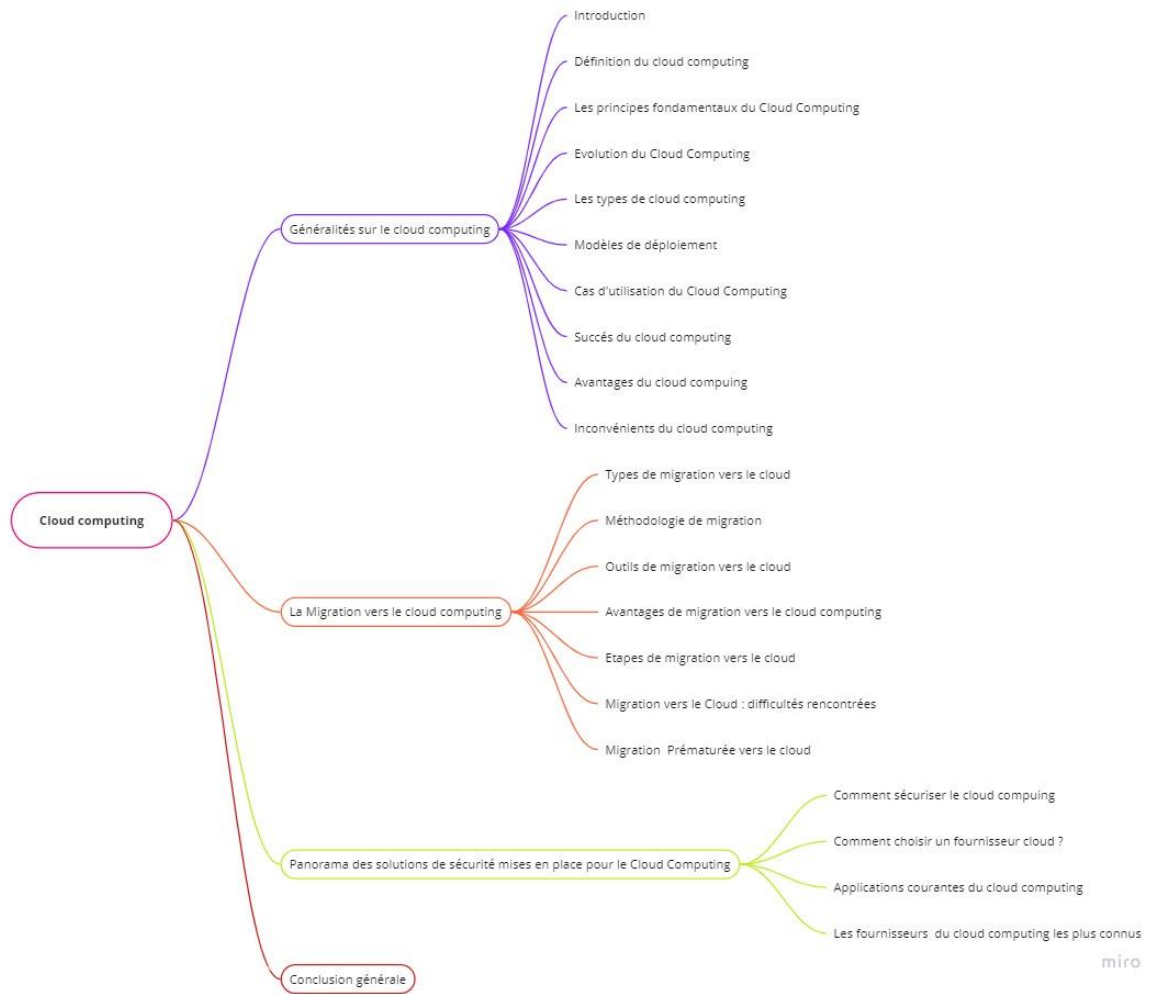 Cloud computing
Généralités sur le cloud computing
Introduction
Définition du cloud computing
Les principes fondamentaux du Cloud Computing
Evolution du Cloud Computing
Les types de cloud computing
Modèles de déploiement
Cas d'utilisation du Cloud Computing
Succés du cloud computing
Avantages du cloud compuing
Inconvénients du cloud computing
La Migration vers le cloud computing
Types de migration vers le cloud
Méthodologie de migration
Outils de migration vers le cloud
Avantages de migration vers le cloud computing
Etapes de migration vers le cloud
Migration vers le Cloud : difficultés rencontrées
Migration  Prématurée vers le cloud
Panorama des solutions de sécurité mises en place pour le Cloud Computing
Comment sécuriser le cloud compuing
Comment choisir un fournisseur cloud ?
Applications courantes du cloud computing
Les fournisseurs  du cloud computing les plus connus
Conclusion générale
miro